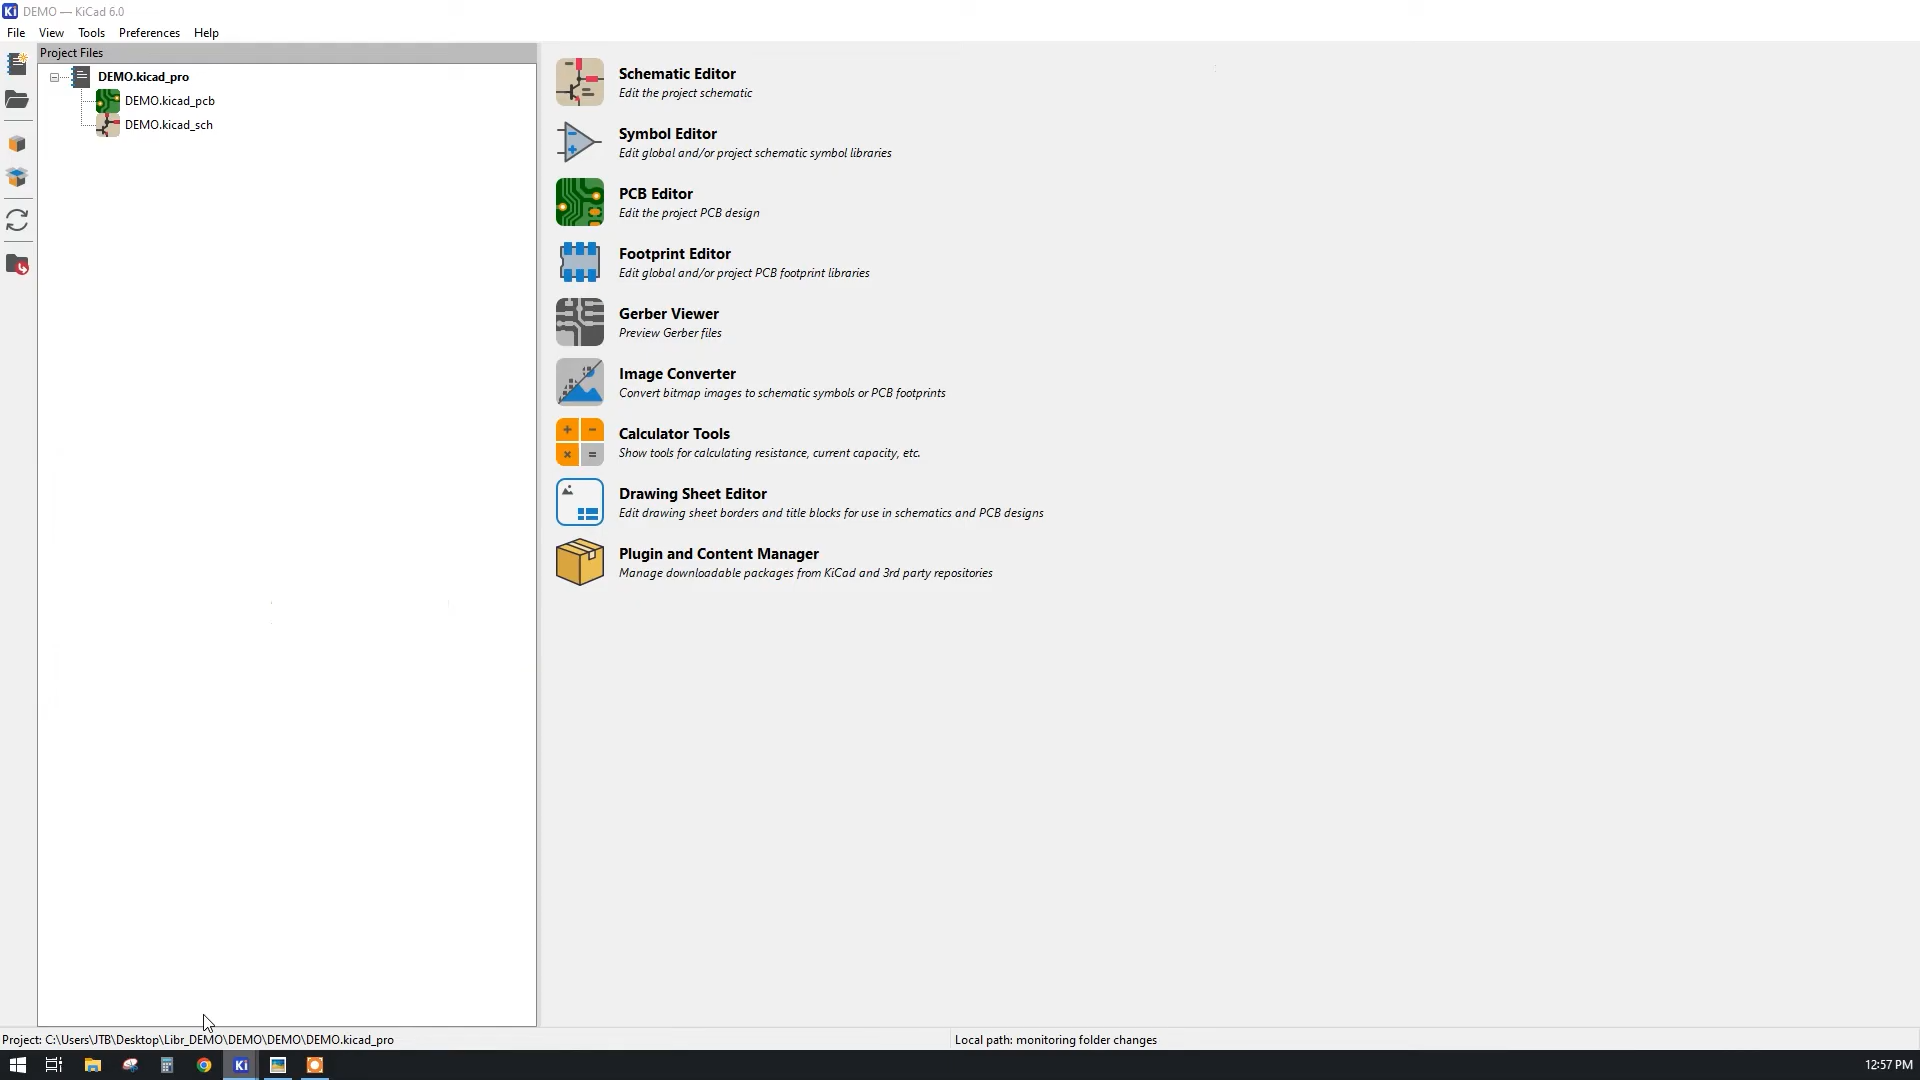 DEMO — KiCad 6.0
File View Tools Preferences Help
Project Files
DEMO.kicad_pro
DEMO.kicad_pcb
DEMO.kicad_sch
Schematic Editor
Edit the project schematic
Symbol Editor
Edit global and/or project schematic symbol libraries
PCB Editor
Edit the project PCB design
Footprint Editor
Edit global and/or project PCB footprint libraries
Gerber Viewer
Preview Gerber files
Image Converter
Convert bitmap images to schematic symbols or PCB footprints
Calculator Tools
Show tools for calculating resistance, current capacity, etc.
Drawing Sheet Editor
Edit drawing sheet borders and title blocks for use in schematics and PCB designs
Plugin and Content Manager
Manage downloadable packages from KiCad and 3rd party repositories
Project: C:\Users\JTB\Desktop\Libr_DEMO\DEMO\DEMO\DEMO.kicad_pro
Local path: monitoring folder changes
Ki
12:57 PM